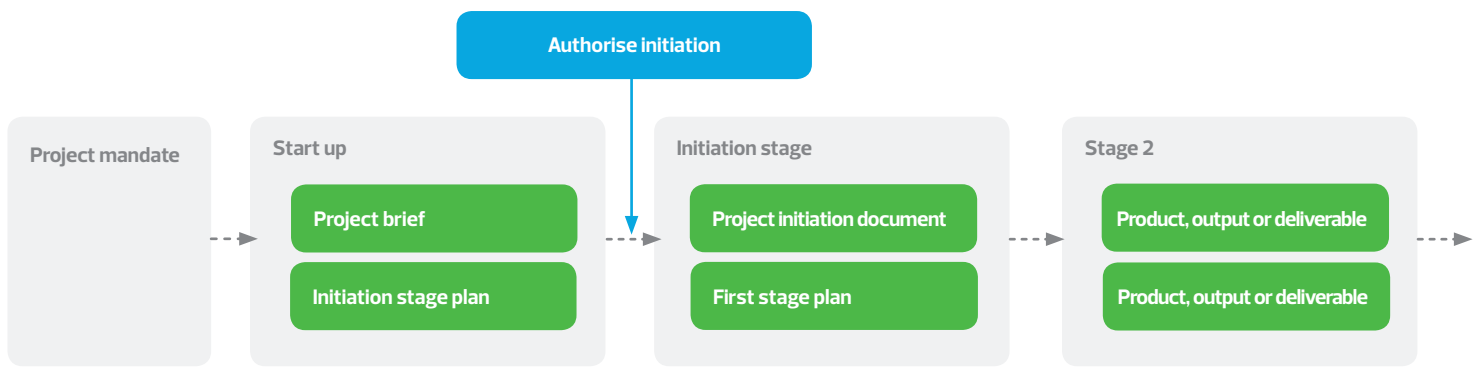 Authorise initiation
Project mandate
Start up
Project brief
Initiation stage plan
Initiation stage
Project initiation document
First stage plan
Stage 2
Product, output or deliverable
Product, output or deliverable